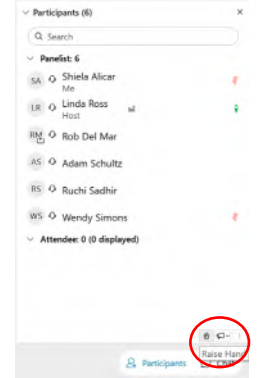 Participants (6)
Search
Panelist: 6
SA Shiela Alicar
Me
LR Linda Ross
Host
RM Rob Del Mar
AS Adam Schultz
RS Ruchi Sadhir
WS Wendy Simons
Attendee: 0 (0 displayed)
Raise Hand
Participants Chat